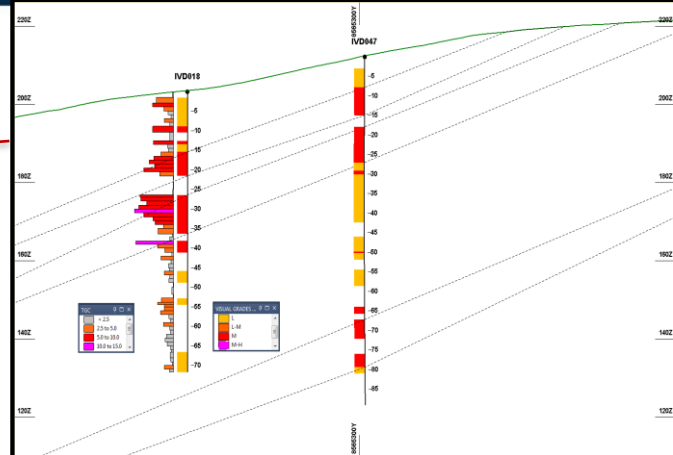 220Z
8585300Y
220Z
IVD047
IVD018
-5
-5
200Z
-10
200Z
-10
-15
-15
-20
-20
-25
180Z
-25
-30
180Z
-30
-35
-35
-40
-40
-45
160Z
-45
-50
160Z
-50
-55
-55
-60
TGC
VISUAL GRADES...
< 2.5
L
2.5 to 5.0
L-M
5.0 to 10.0
M
10.0 to 15.0
M-H
-60
-65
140Z
-65
-70
140Z
-70
-75
-80
-85
120Z
120Z
8585300Y